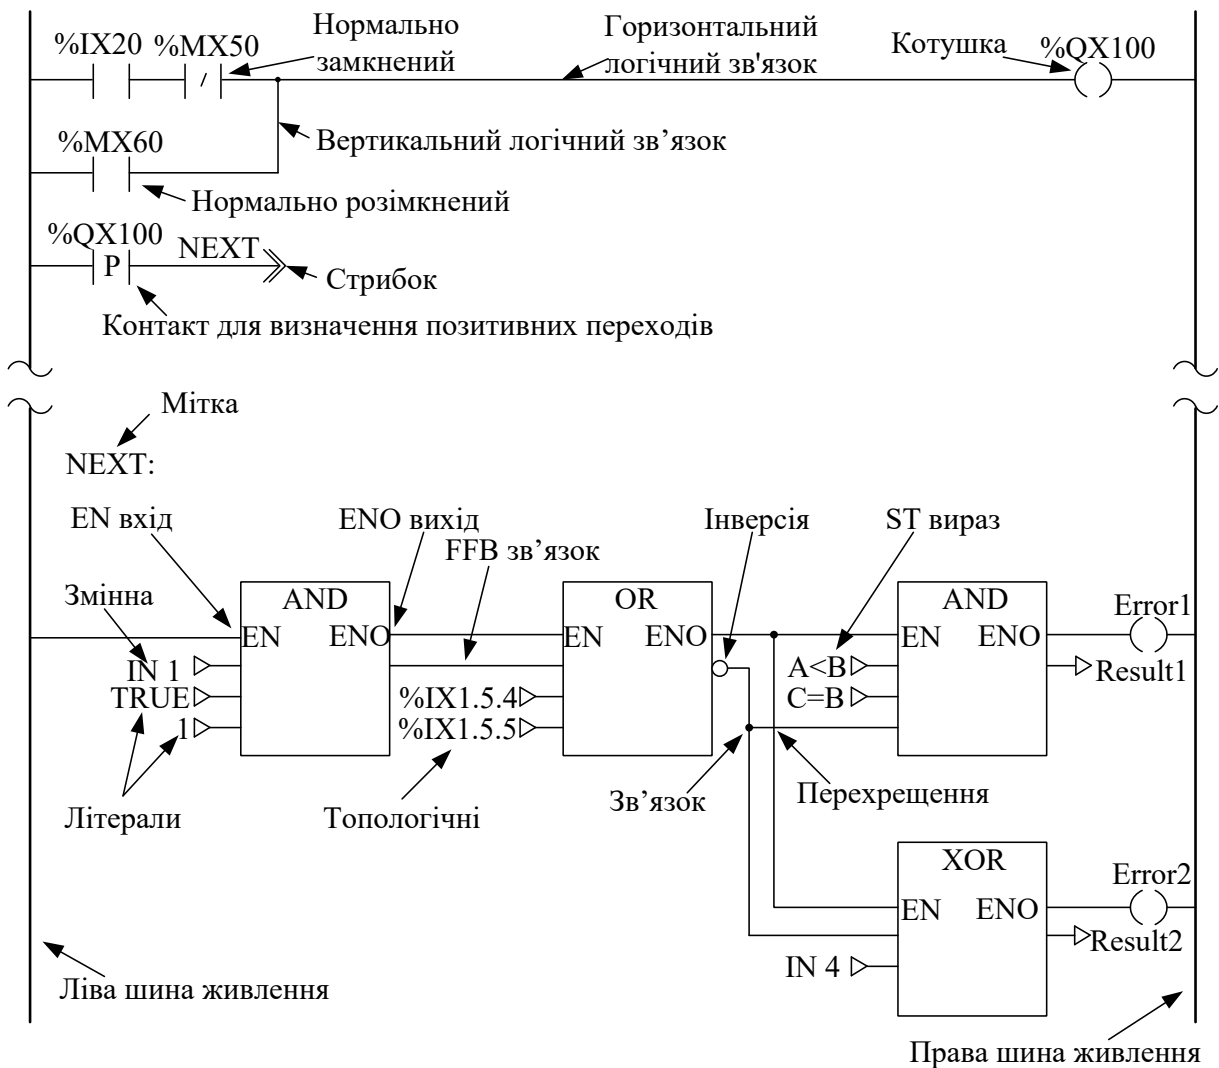 Нормально
замкнений
Горизонтальний
логічний зв'язок
Котушка
%IX20
%MX50
/
%QX100
Вертикальний логічний зв’язок
%MX60
Нормально розімкнений
%QX100
P
NEXT
Стрибок
Контакт для визначення позитивних переходів
Мітка
NEXT:
EN вхід
ENO вихід
FFB зв’язок
Інверсія
ST вираз
Змінна
AND
EN
ENO
IN 1
TRUE
1
OR
EN
ENO
%IX1.5.4
%IX1.5.5
AND
EN
ENO
A<B
C=B
Error1
Result1
Літерали
Топологічні
Зв’язок
Перехрещення
XOR
EN
ENO
IN 4
Error2
Result2
Ліва шина живлення
Права шина живлення